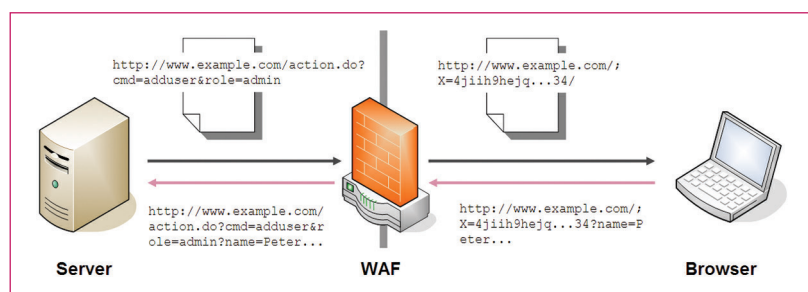 http://www.example.com/action.do?
cmd=adduser&role=admin
http://www.example.com/;
X=4jiih9hejq...34/
http://www.example.com/
action.do?cmd=adduser&r
ole=admin?name=Peter...
http://www.example.com/;
X=4jiih9hejq...34?name=P
eter...
Server
WAF
Browser